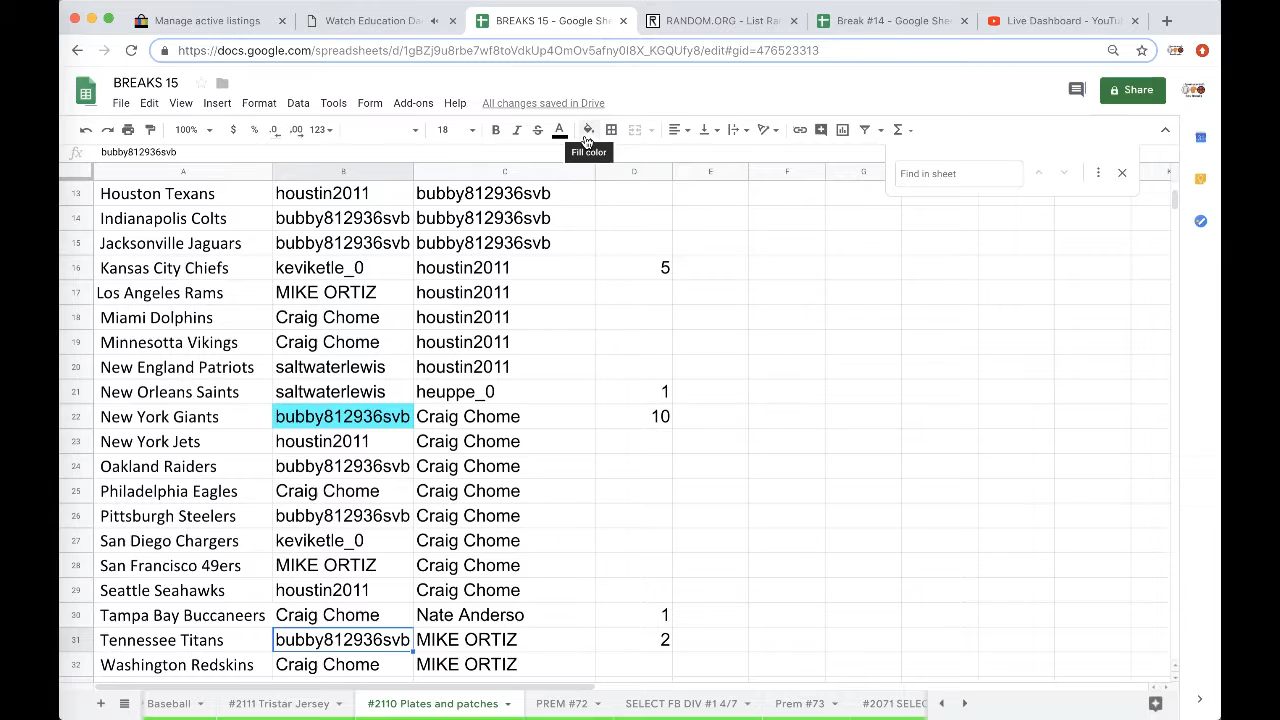 Manage active listings
Watch Education Da
BREAKS 15 - Google She
RANDOM.ORG - List Ra
Break #14 - Google She
Live Dashboard - YouTu
https://docs.google.com/spreadsheets/d/1gBZj9u8rbe7wf8toVdkUp4OmOv5afny0I8X_KGQUfy8/edit#gid=476523313
BREAKS 15
File Edit View Insert Format Data Tools Form Add-ons Help All changes saved in Drive
Share
100% $ % .0 .00 123 18 B I S A
fx bubby812936svb
Fill color
Find in sheet
A B C D E F G K
13 Houston Texans houstin2011 bubby812936svb
14 Indianapolis Colts bubby812936svb bubby812936svb
15 Jacksonville Jaguars bubby812936svb bubby812936svb
16 Kansas City Chiefs keviketle_0 houstin2011 5
17 Los Angeles Rams MIKE ORTIZ houstin2011
18 Miami Dolphins Craig Chome houstin2011
19 Minnesotta Vikings Craig Chome houstin2011
20 New England Patriots saltwaterlewis houstin2011
21 New Orleans Saints saltwaterlewis heuppe_0 1
22 New York Giants bubby812936svb Craig Chome 10
23 New York Jets houstin2011 Craig Chome
24 Oakland Raiders bubby812936svb Craig Chome
25 Philadelphia Eagles Craig Chome Craig Chome
26 Pittsburgh Steelers bubby812936svb Craig Chome
27 San Diego Chargers keviketle_0 Craig Chome
28 San Francisco 49ers MIKE ORTIZ Craig Chome
29 Seattle Seahawks houstin2011 Craig Chome
30 Tampa Bay Buccaneers Craig Chome Nate Anderso 1
31 Tennessee Titans bubby812936svb MIKE ORTIZ 2
32 Washington Redskins Craig Chome MIKE ORTIZ
Baseball #2111 Tristar Jersey #2110 Plates and patches PREM #72 SELECT FB DIV #1 4/7 Prem #73 #2071 SELEC